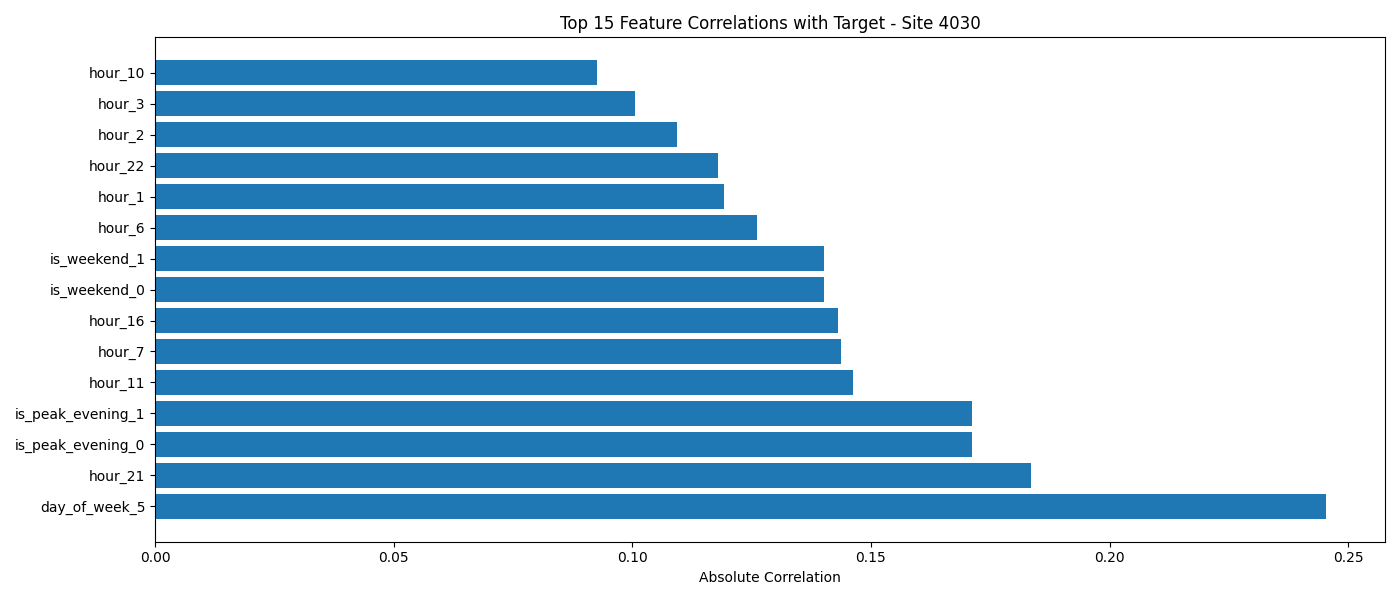 Top 15 Feature Correlations with Target - Site 4030
hour_10
hour_3
hour_2
hour_22
hour_1
hour_6
is_weekend_1
is_weekend_0
hour_16
hour_7
hour_11
is_peak_evening_1
is_peak_evening_0
hour_21
day_of_week_5
0.00 0.05 0.10 0.15 0.20 0.25
Absolute Correlation